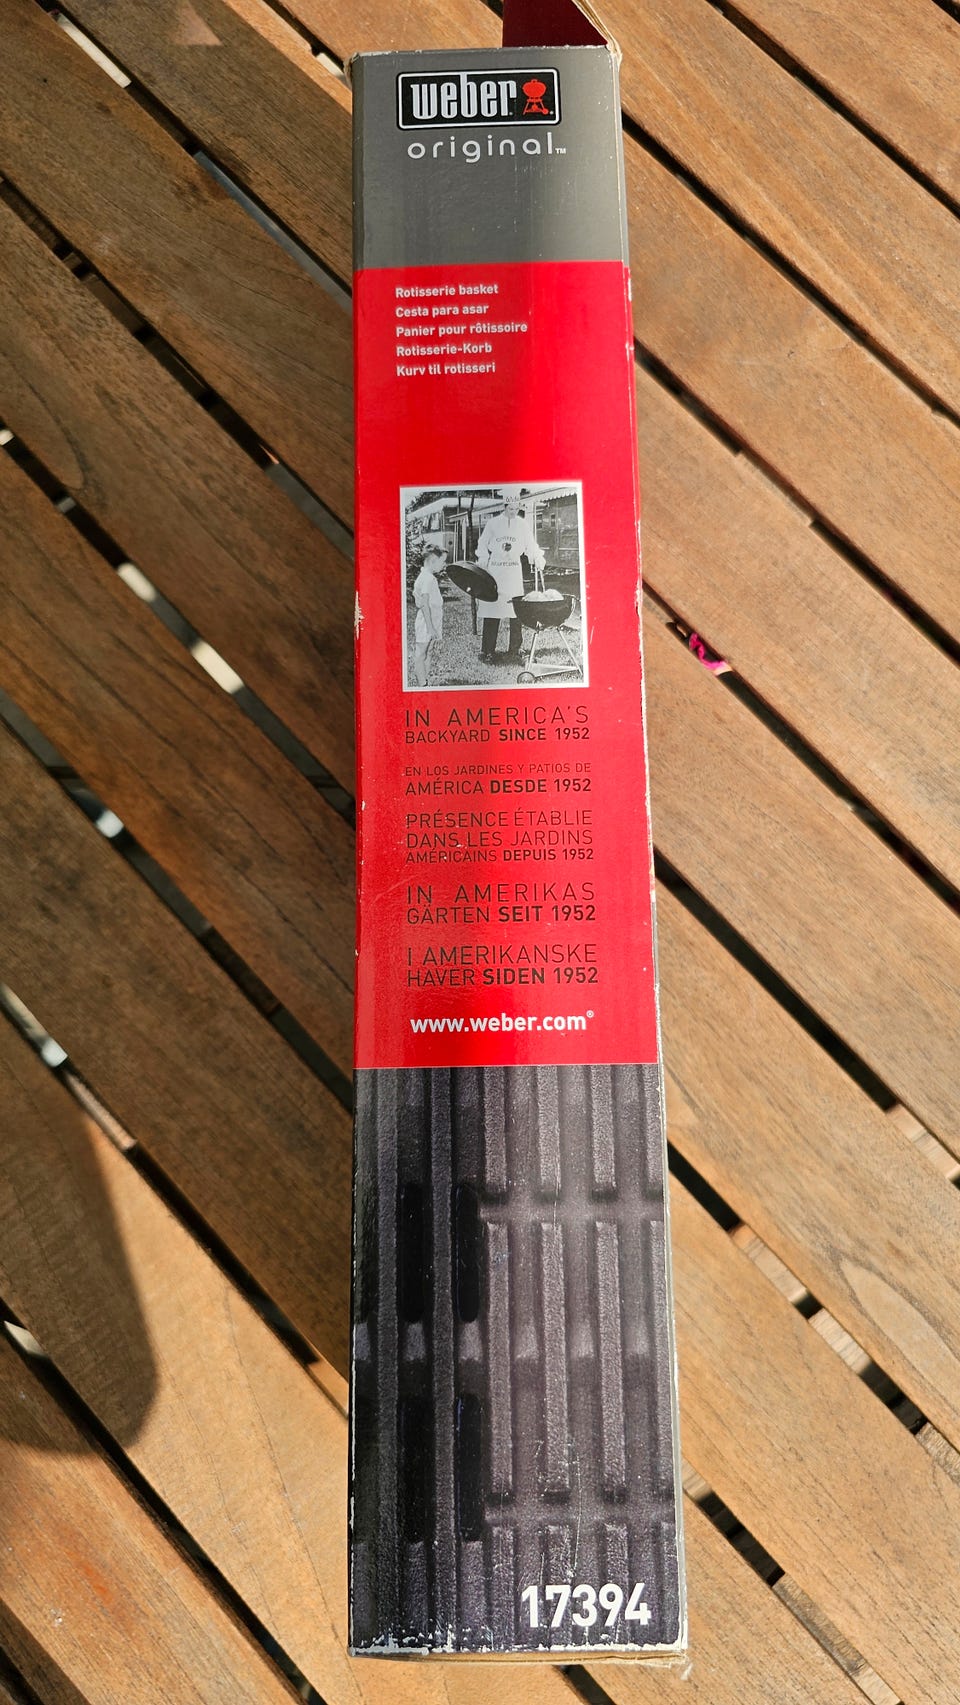 weber
original™
Rotisserie basket
Cesta para asar
Panier pour rôtissoire
Rotisserie-Korb
Kurv til rotisseri
IN AMERICA'S
BACKYARD SINCE 1952
EN LOS JARDINES Y PATIOS DE
AMÉRICA DESDE 1952
PRÉSENCE ÉTABLIE
DANS LES JARDINS
AMÉRICAINS DEPUIS 1952
IN AMERIKAS
GÄRTEN SEIT 1952
I AMERIKANSKE
HAVER SIDEN 1952
www.weber.com®
17394